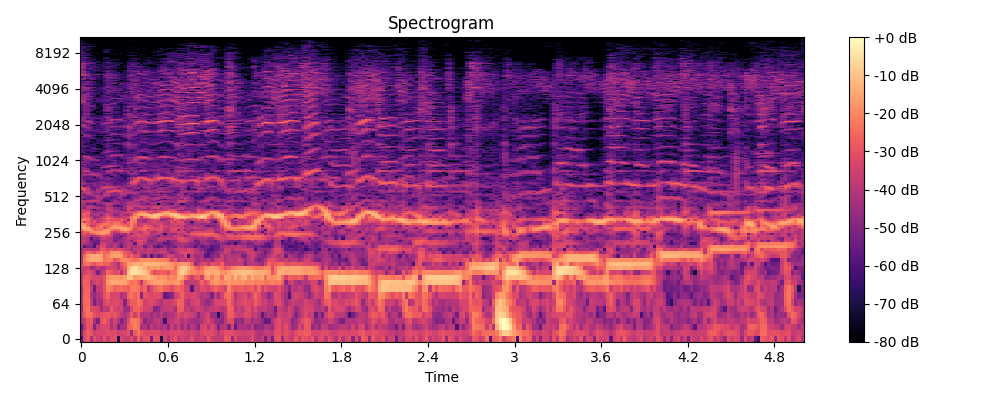 Spectrogram
8192
4096
2048
1024
512
256
128
64
0
Frequency
0 0.6 1.2 1.8 2.4 3 3.6 4.2 4.8
Time
+0 dB
-10 dB
-20 dB
-30 dB
-40 dB
-50 dB
-60 dB
-70 dB
-80 dB